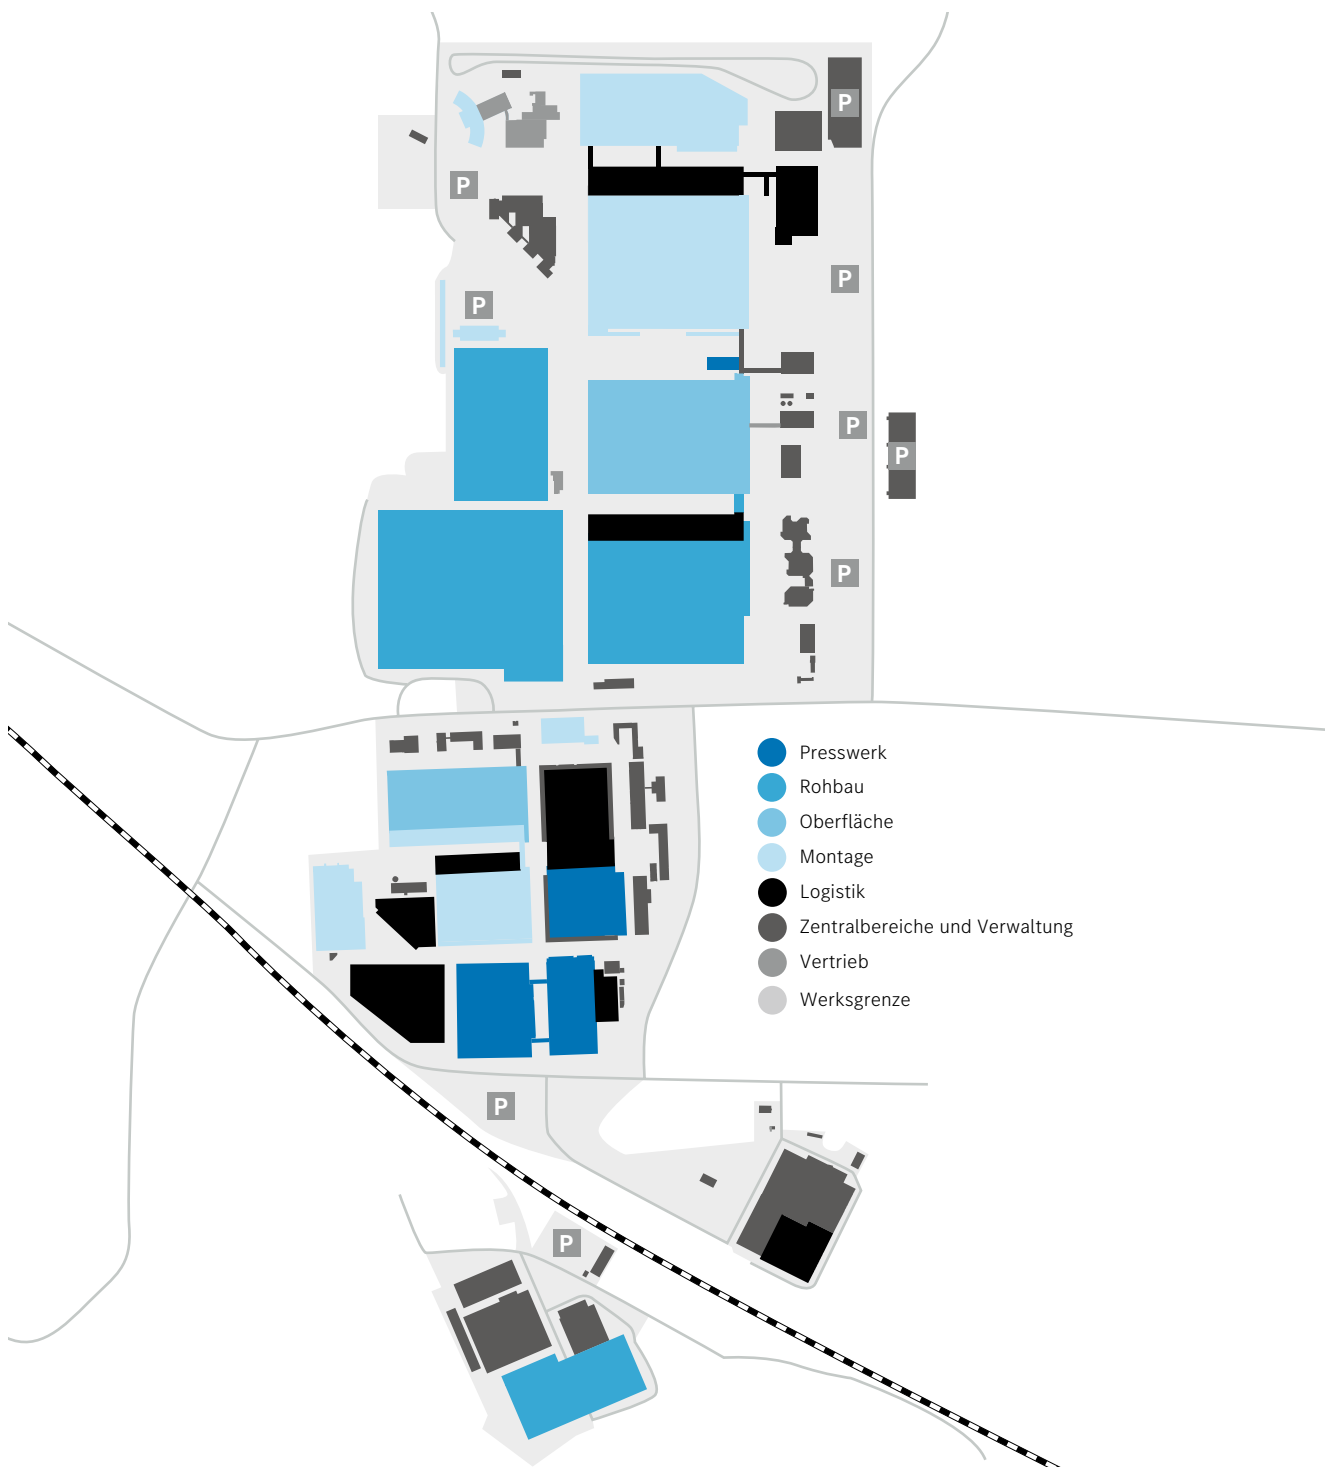 P
P
P
P
P
P
P
Presswerk
Rohbau
Oberfläche
Montage
Logistik
Zentralbereiche und Verwaltung
Vertrieb
Werksgrenze
P
P